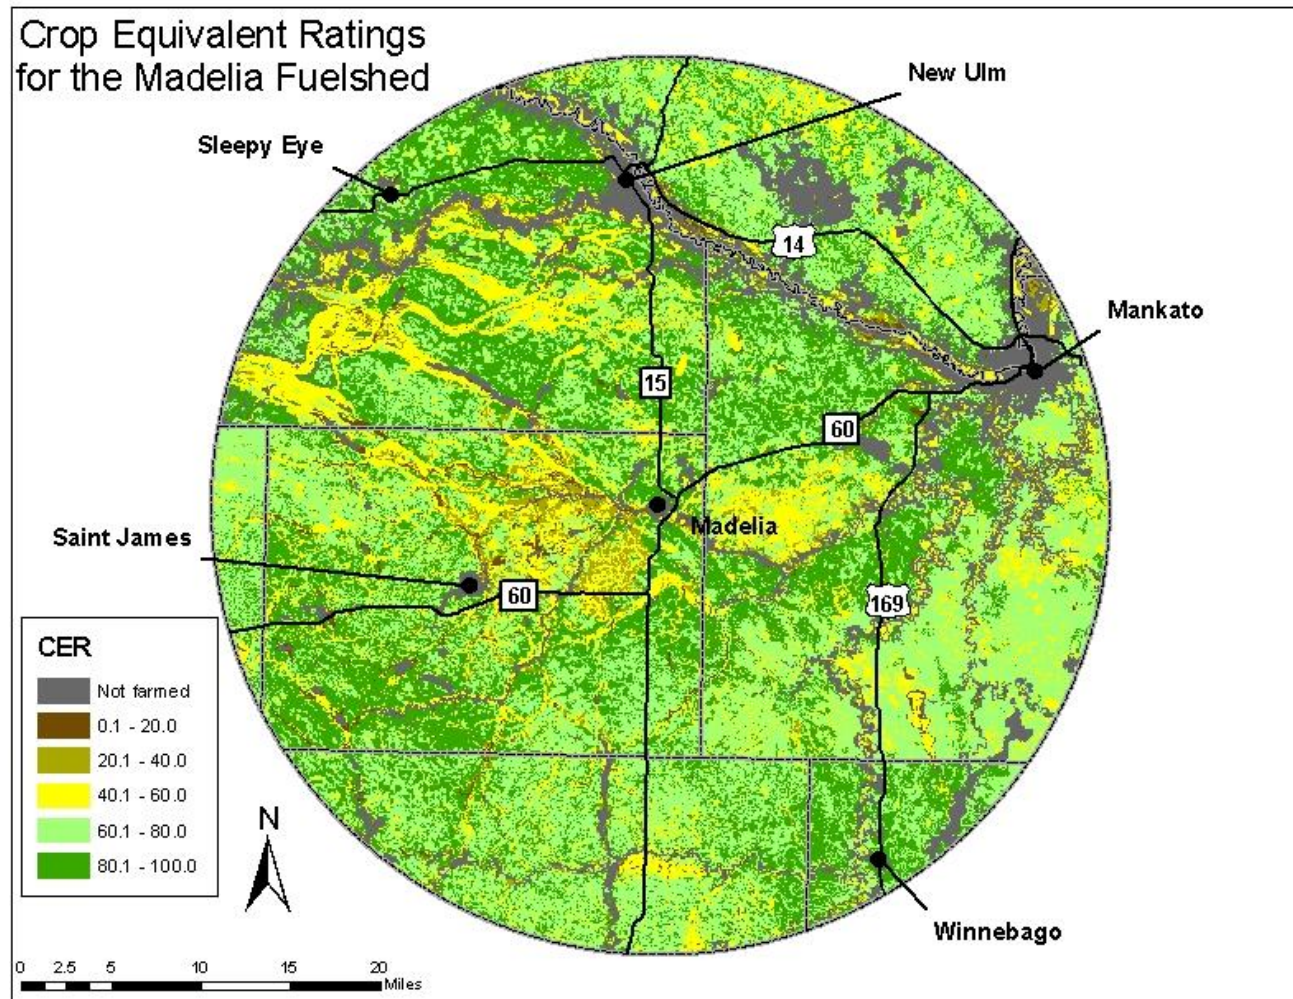 Crop Equivalent Ratings
for the Madelia Fuelshed
New Ulm
Sleepy Eye
14
Mankato
15
60
Madelia
Saint James
60
169
CER
Not farmed
0.1 - 20.0
20.1 - 40.0
40.1 - 60.0
60.1 - 80.0
80.1 - 100.0
N
Winnebago
0 2.5 5 10 15 20
Miles